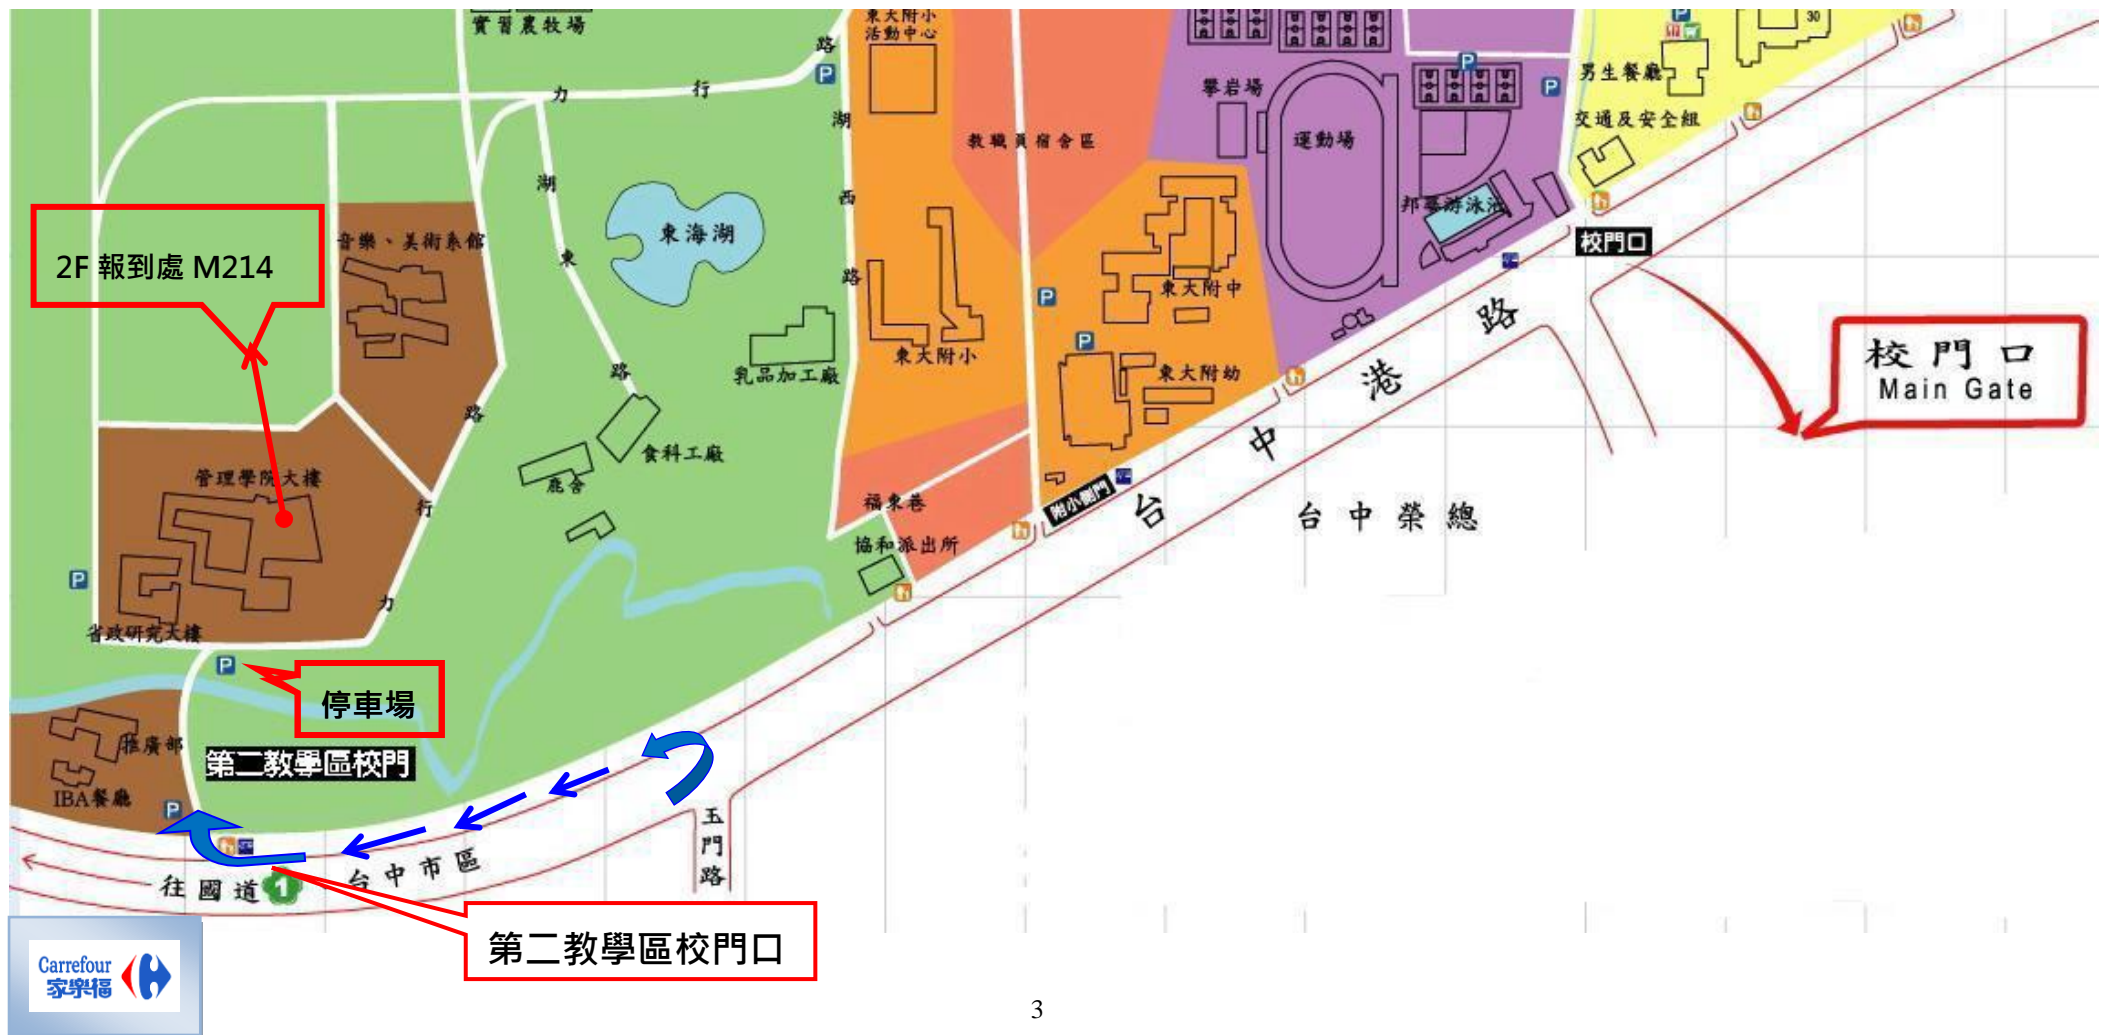 實習農牧場
東大附小
活動中心
30
路
P
力
行
湖
P
P
攀岩場
男生餐廳
交通及安全組
教職員宿舍區
運動場
湖
西
邦華游泳池
校門口
音樂、美術系館
東海湖
2F 報到處 M214
東
路
P
東大附中
路
校門口
Main Gate
P
東大附小
乳品加工廠
路
東大附幼
港
路
中
食科工廠
管理學院大樓
鹿舍
行
福東巷
附小側門
台
台中榮總
協和派出所
P
力
省政研究大樓
P
停車場
推廣部
第二教學區校門
IBA餐廳
P
玉
門
路
台中市區
往國道 1
第二教學區校門口
Carrefour
家樂福
3